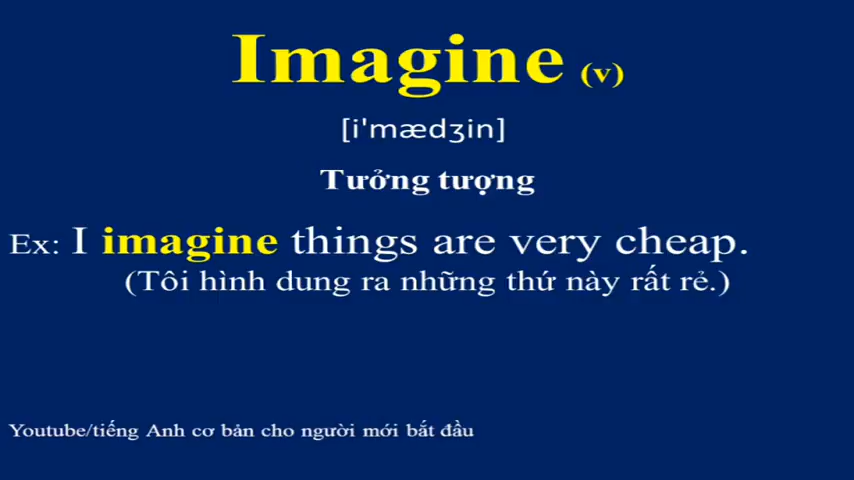 Imagine (v)
[i'mædʒin]
Tưởng tượng
Ex: I imagine things are very cheap.
(Tôi hình dung ra những thứ này rất rẻ.)
Youtube/tiếng Anh cơ bản cho người mới bắt đầu